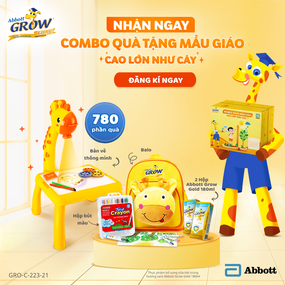 Abbott
GROW
GOLD
NHẬN NGAY
COMBO QUÀ TẶNG MẪU GIÁO
CAO LỚN NHƯ CÂY
ĐĂNG KÍ NGAY
780
phần quà
Bàn vẽ
thông minh
Balo
2 Hộp
Abbott Grow
Gold 180ml
Hộp bút
màu
Crayon
GROW
GRO-C-223-21
Abbott